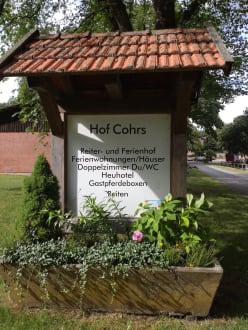 Hof Cohrs
Reiter- und Ferienhof
Ferienwohnungen/Häuser
Doppelzimmer Du/WC
Heuhotel
Gastpferdeboxen
Reiten